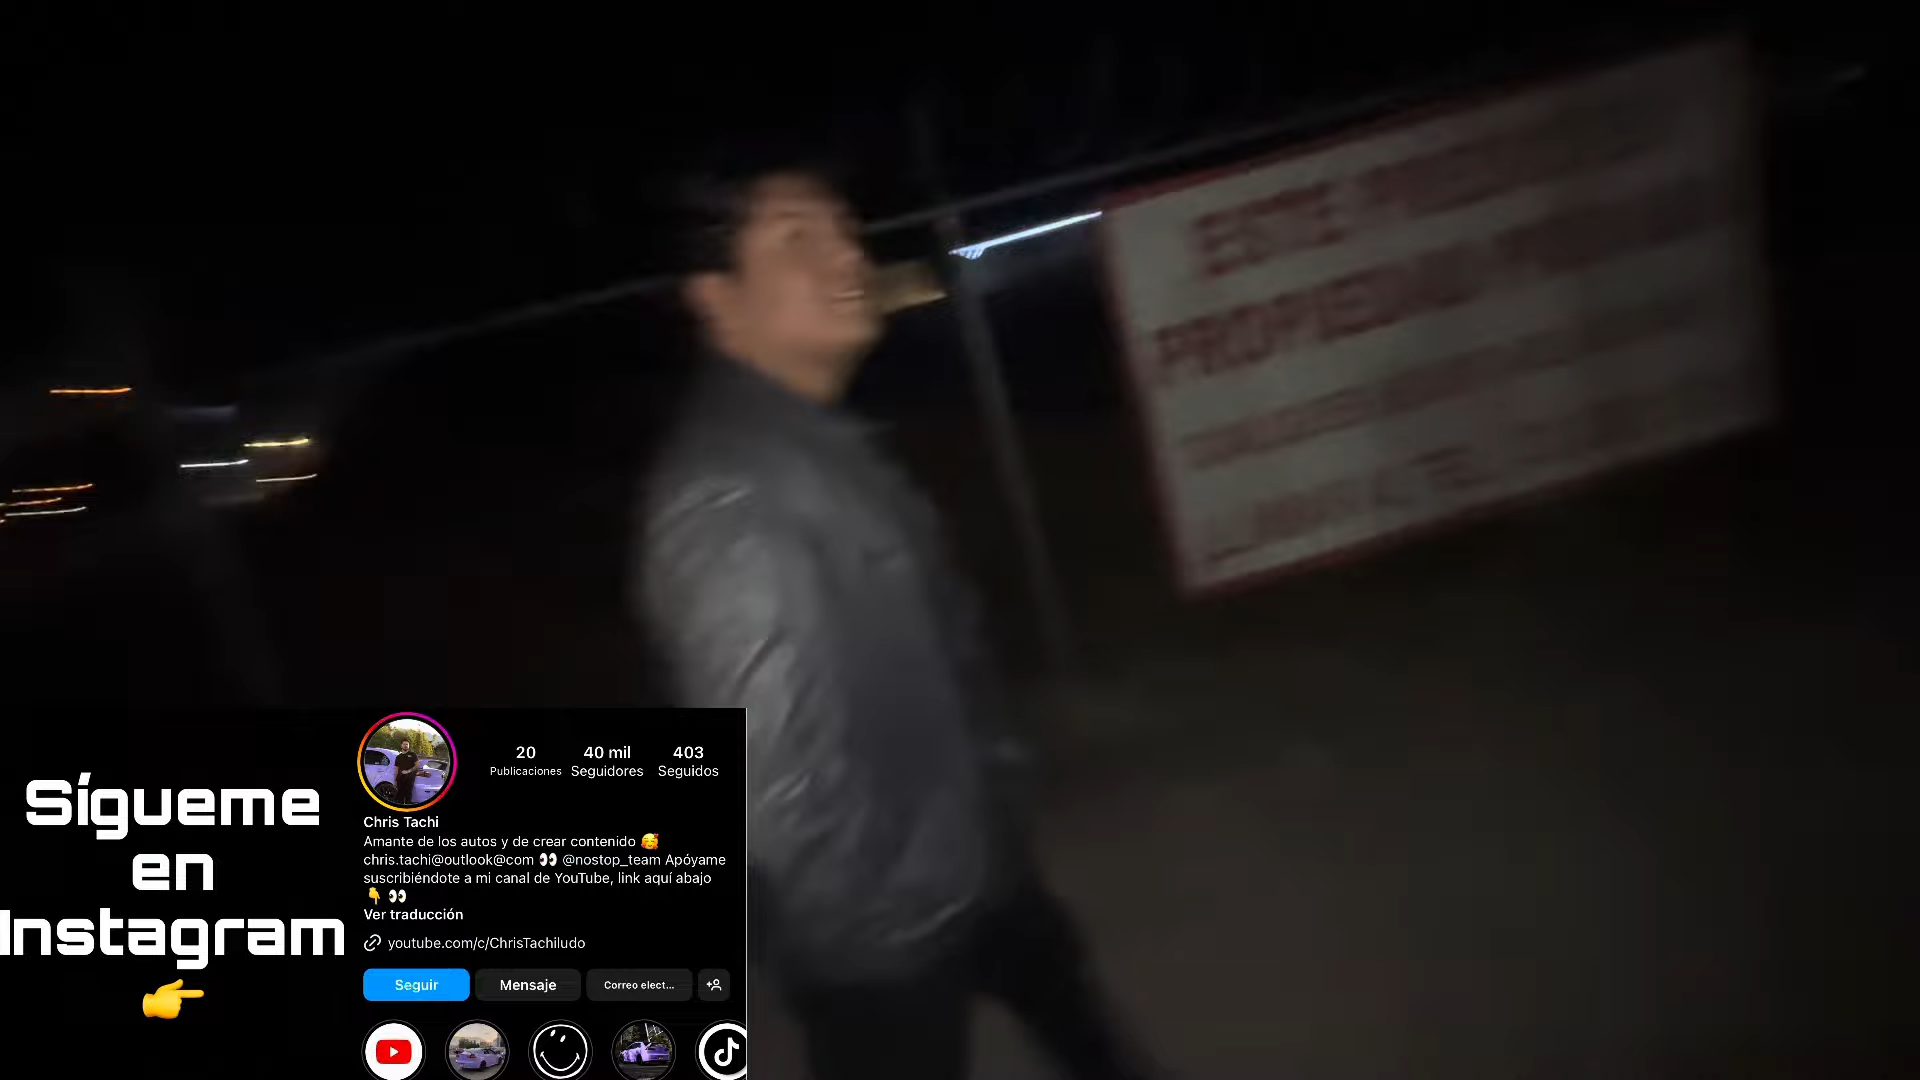 ESTE
PROPIEDAD
Sígueme
en
Instagram
20
Publicaciones
40 mil
Seguidores
403
Seguidos
Chris Tachi
Amante de los autos y de crear contenido 🥰
chris.tachi@outlook@com 👀 @nostop_team Apóyame
suscribiéndote a mi canal de YouTube, link aquí abajo
👇 👀
Ver traducción
youtube.com/c/ChrisTachiludo
Seguir
Mensaje
Correo elect...